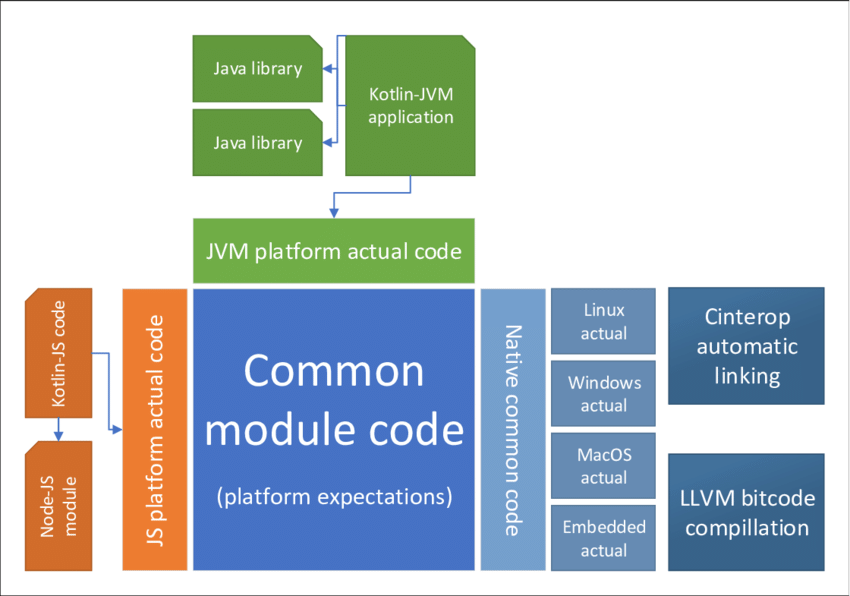 Java library
Java library
Kotlin-JVM
application
JVM platform actual code
Kotlin-JS code
Node-JS
module
JS platform actual code
Common
module code
(platform expectations)
Native common code
Linux
actual
Windows
actual
MacOS
actual
Embedded
actual
Cinterop
automatic
linking
LLVM bitcode
compillation